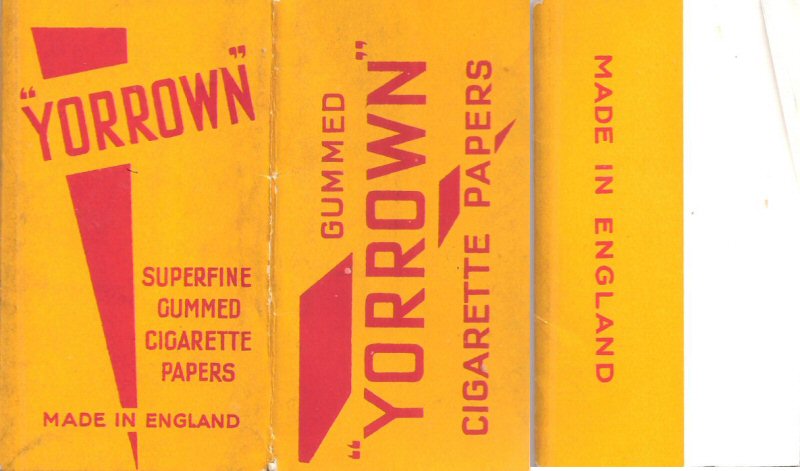 "YORROWN"
SUPERFINE
GUMMED
CIGARETTE
PAPERS
MADE IN ENGLAND
GUMMED
"YORROWN"
CIGARETTE PAPERS
MADE IN ENGLAND